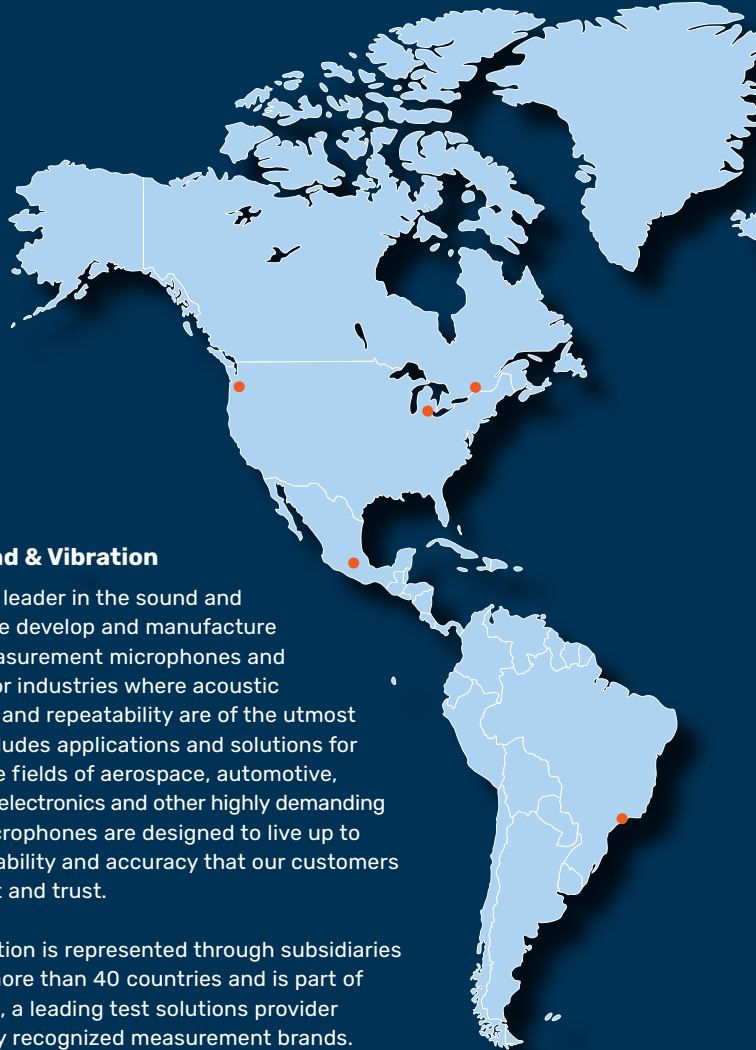 d & Vibration
leader in the sound and
e develop and manufacture
asurement microphones and
or industries where acoustic
and repeatability are of the utmost
ludes applications and solutions for
e fields of aerospace, automotive,
electronics and other highly demanding
crophones are designed to live up to
ability and accuracy that our customers
t and trust.
tion is represented through subsidiaries
more than 40 countries and is part of
, a leading test solutions provider
y recognized measurement brands.